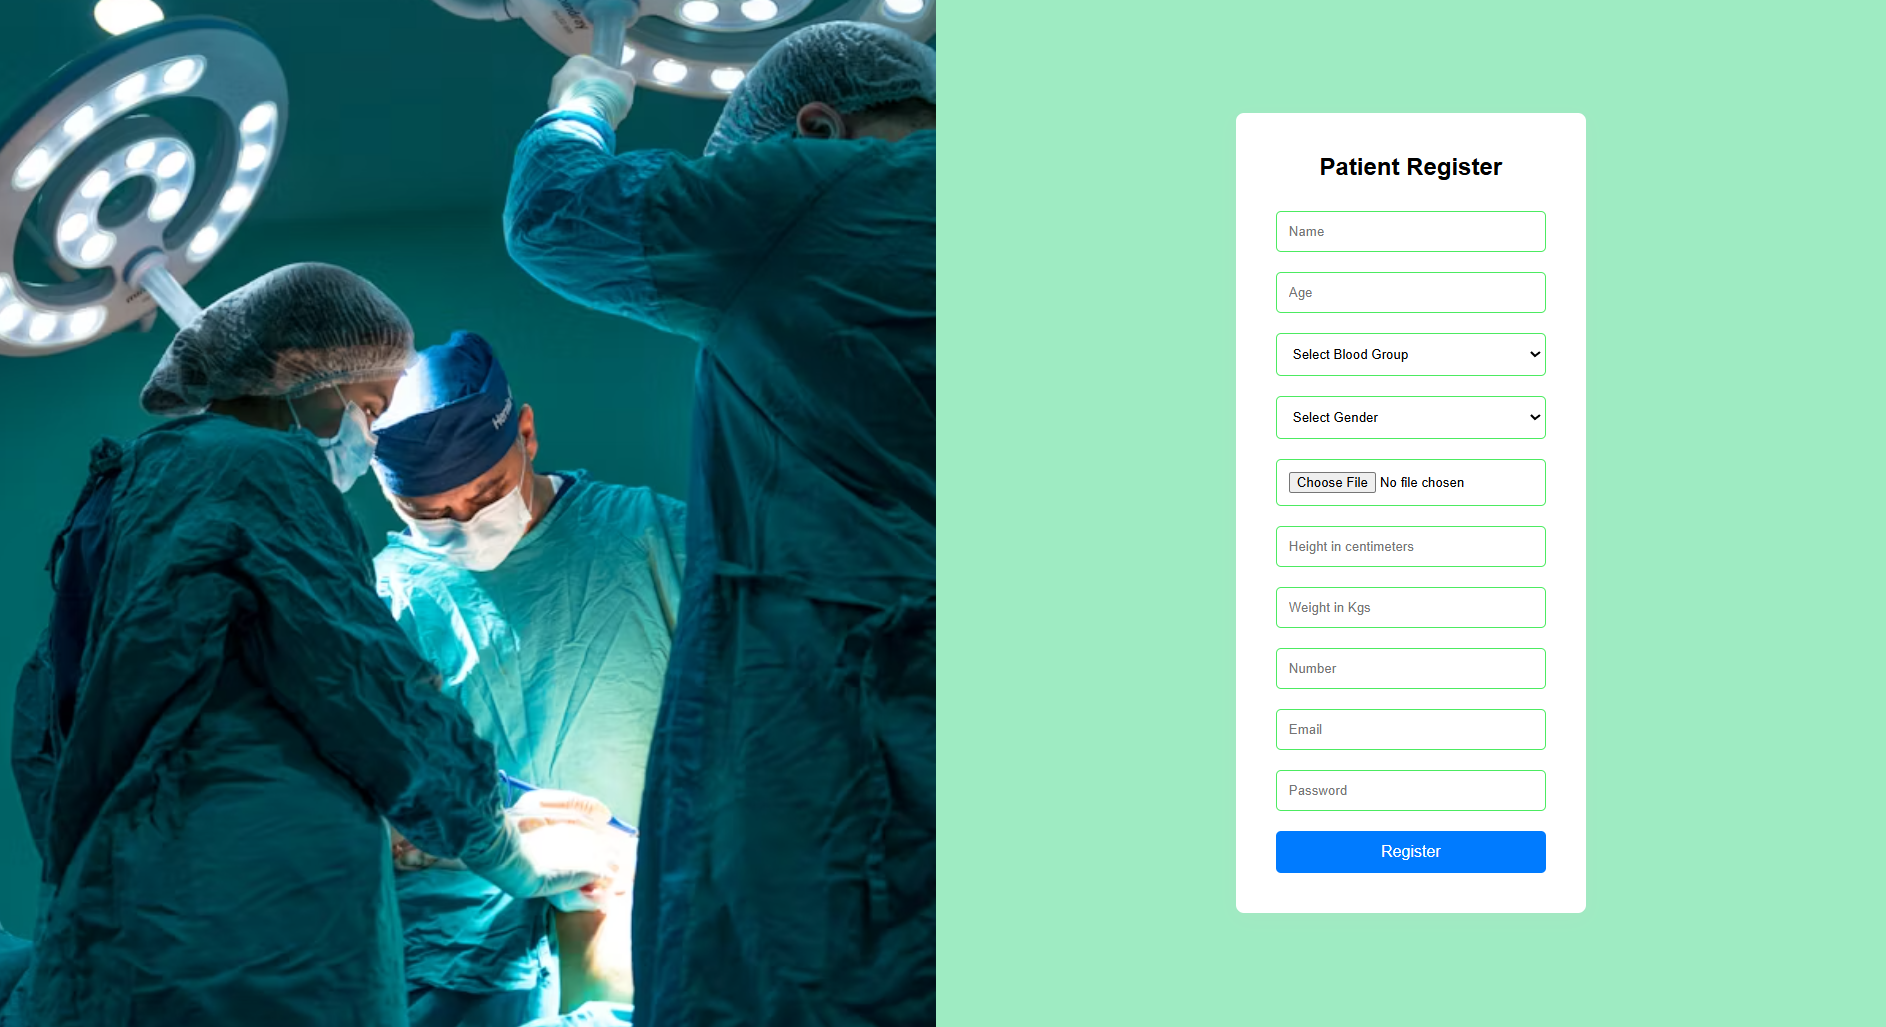 Patient Register
Name
Age
Select Blood Group
Select Gender
Choose File No file chosen
Height in centimeters
Weight in Kgs
Number
Email
Password
Register